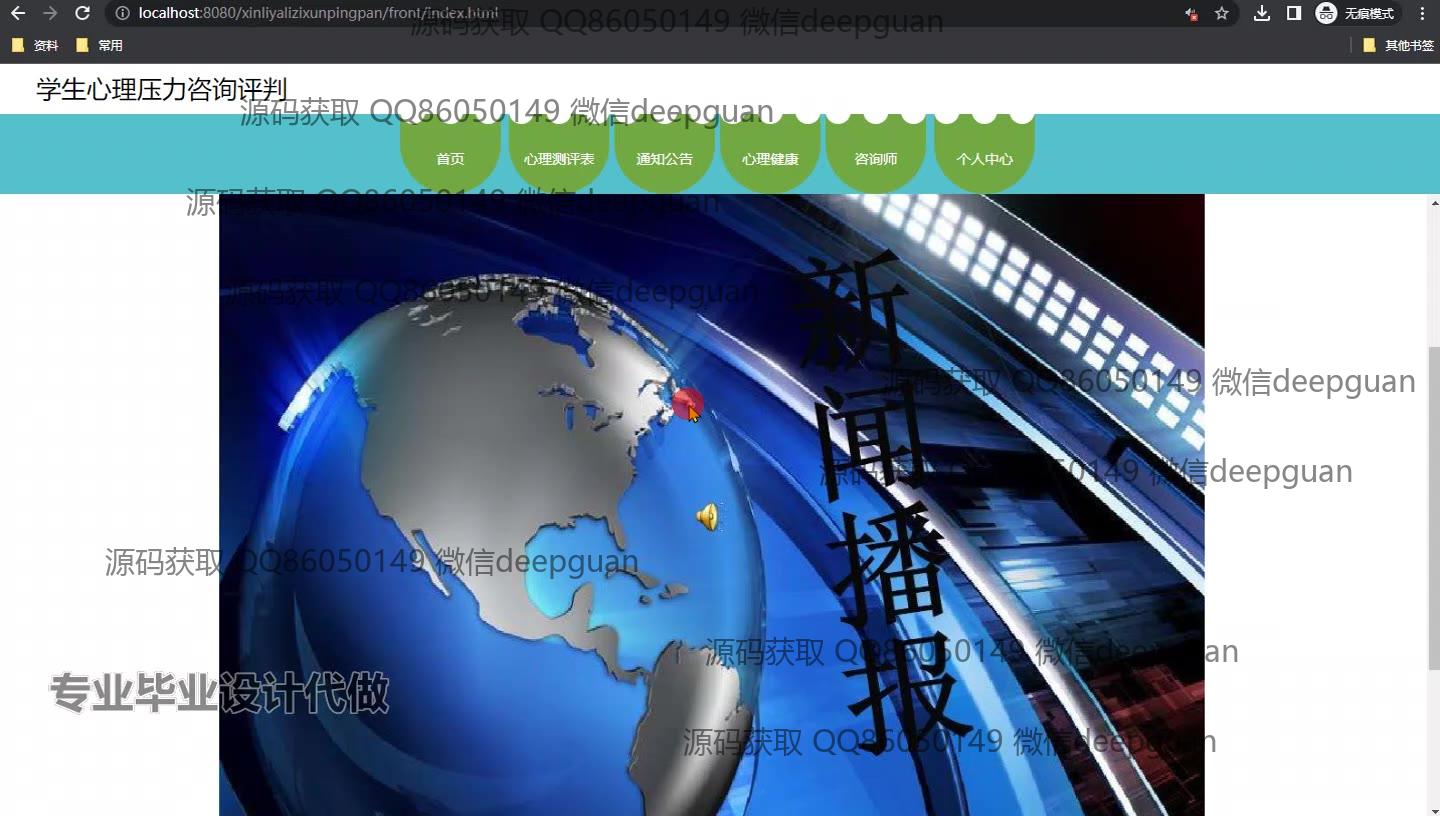 localhost:8080/xinliyalizixunpingpan/front/index.html
无痕模式
资料
常用
其他书签
源码获取 QQ86050149 微信deepguan
学生心理压力咨询评判
源码获取 QQ86050149 微信deepguan
首页
心理测评表
通知公告
心理健康
咨询师
个人中心
源码获取 QQ86050149 微信deepguan
源码获取 QQ86050149 微信deepguan
新闻播报
源码获取 QQ86050149 微信deepguan
源码获取 QQ86050149 微信deepguan
源码获取 QQ86050149 微信deepguan
源码获取 QQ86050149 微信deepguan
专业毕业设计代做
源码获取 QQ86050149 微信deepguan